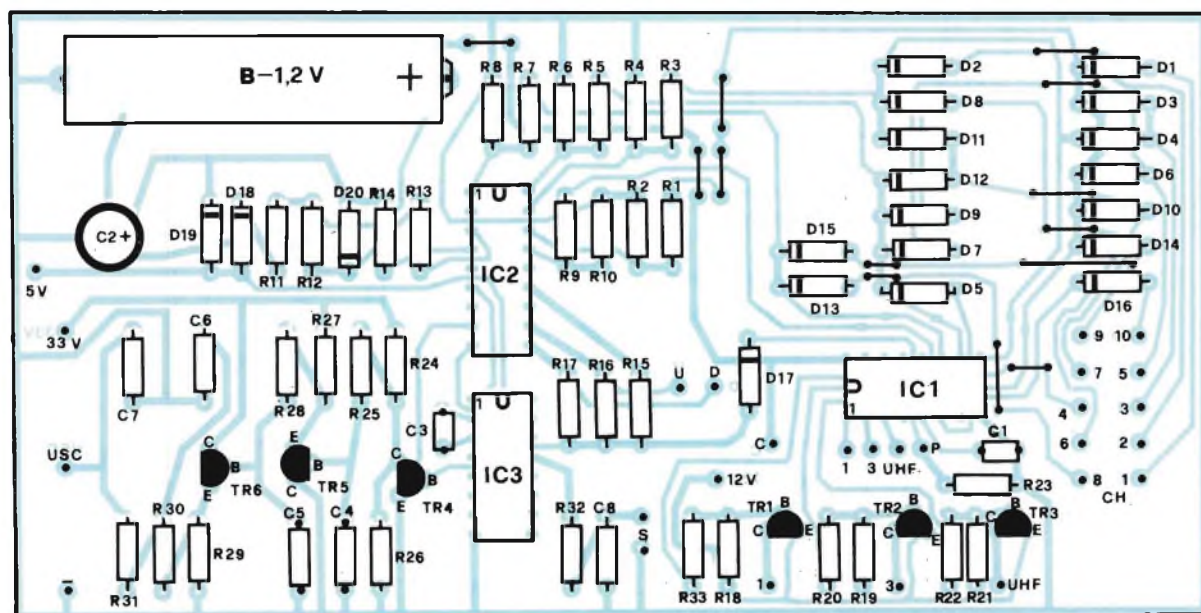 B-1,2 V +
R8 R7 R6 R5 R4 R3
D2 D1
D8 D3
D11 D4
D12 D6
D9 D10
D7 D14
D5 D16
D15
D13
C2+
D19 D18 R11 R12 D20 R14 R13
1 U
IC2
R2 R1
R9 R10
5V
33 V
C7 C6
R28 R27 R25 R24
R17 R16 R15
U D
D17
IC1
1
9 10
7 5
4 3
6 2
8 1
CH
C3
1
IC3
C
1 3 UHF P
C1
R23
USC
C B E TR6
E B C TR5
C B E TR4
12V
TR1 B C E
TR2 B C E
TR3 B C E
R31 R30 R29
C5 C4 R26
R32 C8
S
R33 R18
1
R20 R19
3
R22 R21
UHF
–